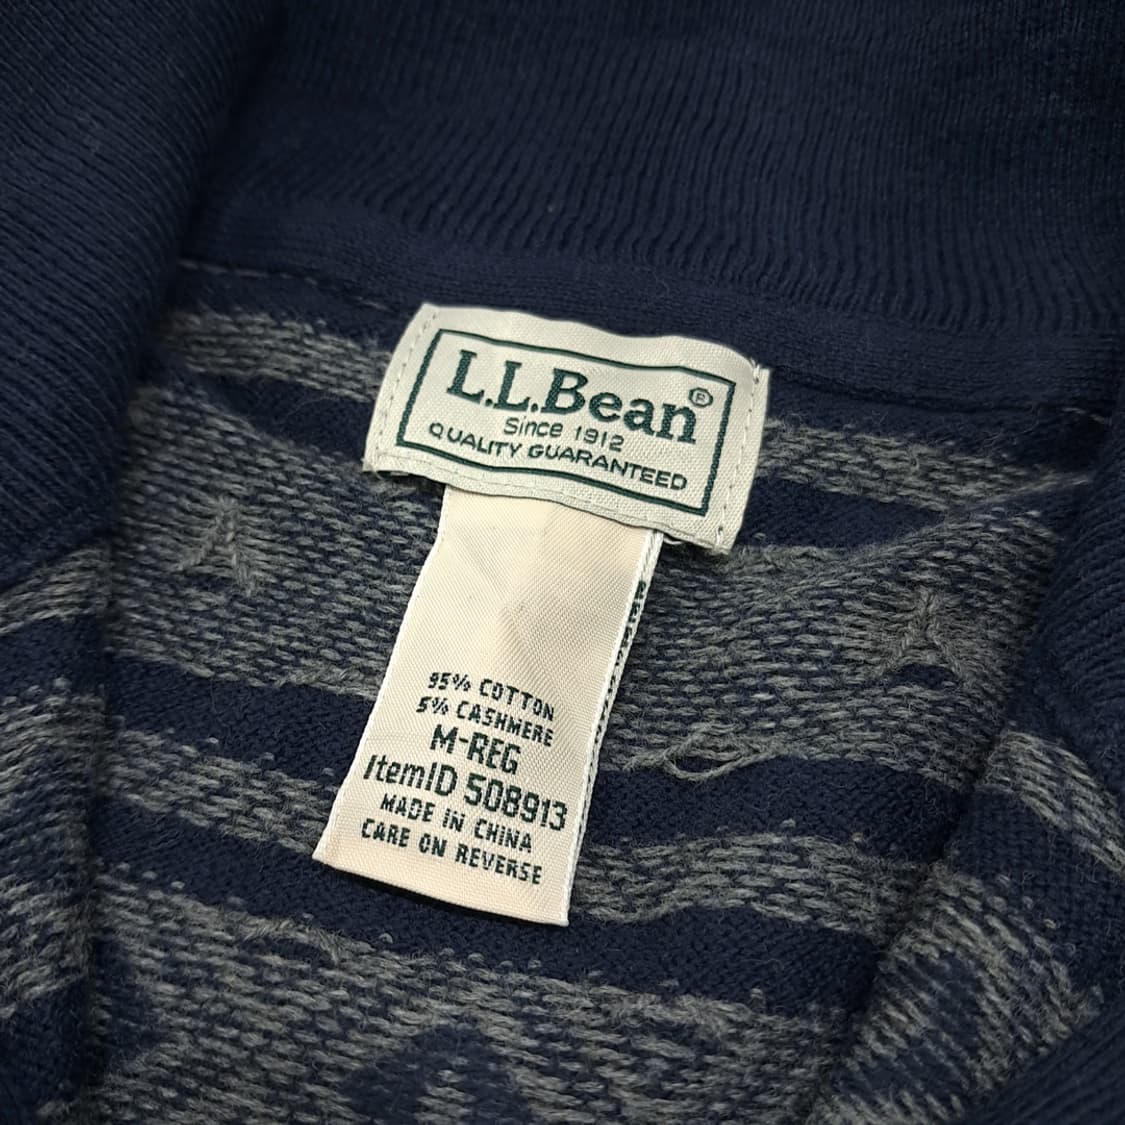 L.L.Bean®
Since 1912
QUALITY GUARANTEED
95% COTTON
5% CASHMERE
M-REG
ItemID 508913
MADE IN CHINA
CARE ON REVERSE